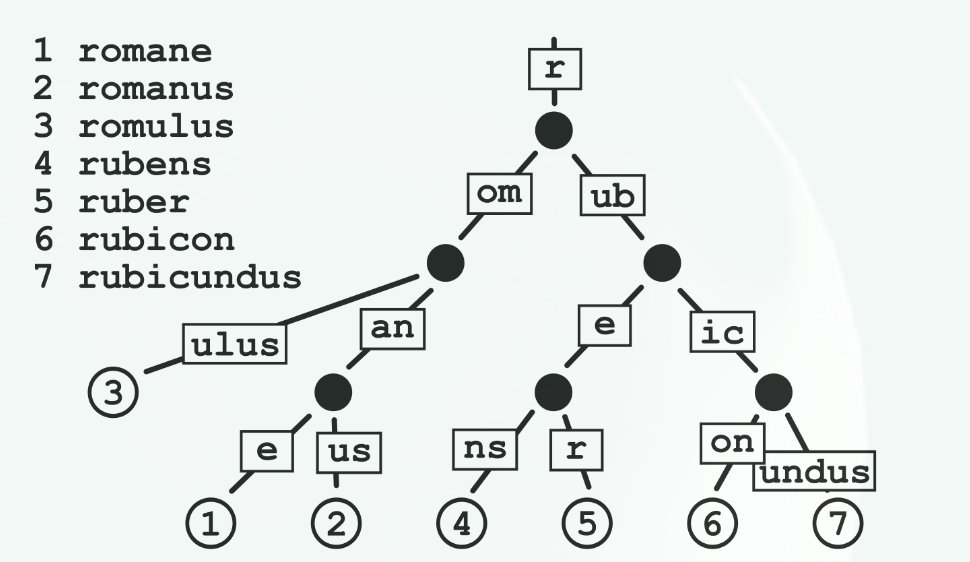 1 romane
2 romanus
3 romulus
4 rubens
5 ruber
6 rubicon
7 rubicundus
r
om ub
ulus an e ic
3
e us ns r on undus
1 2 4 5 6 7